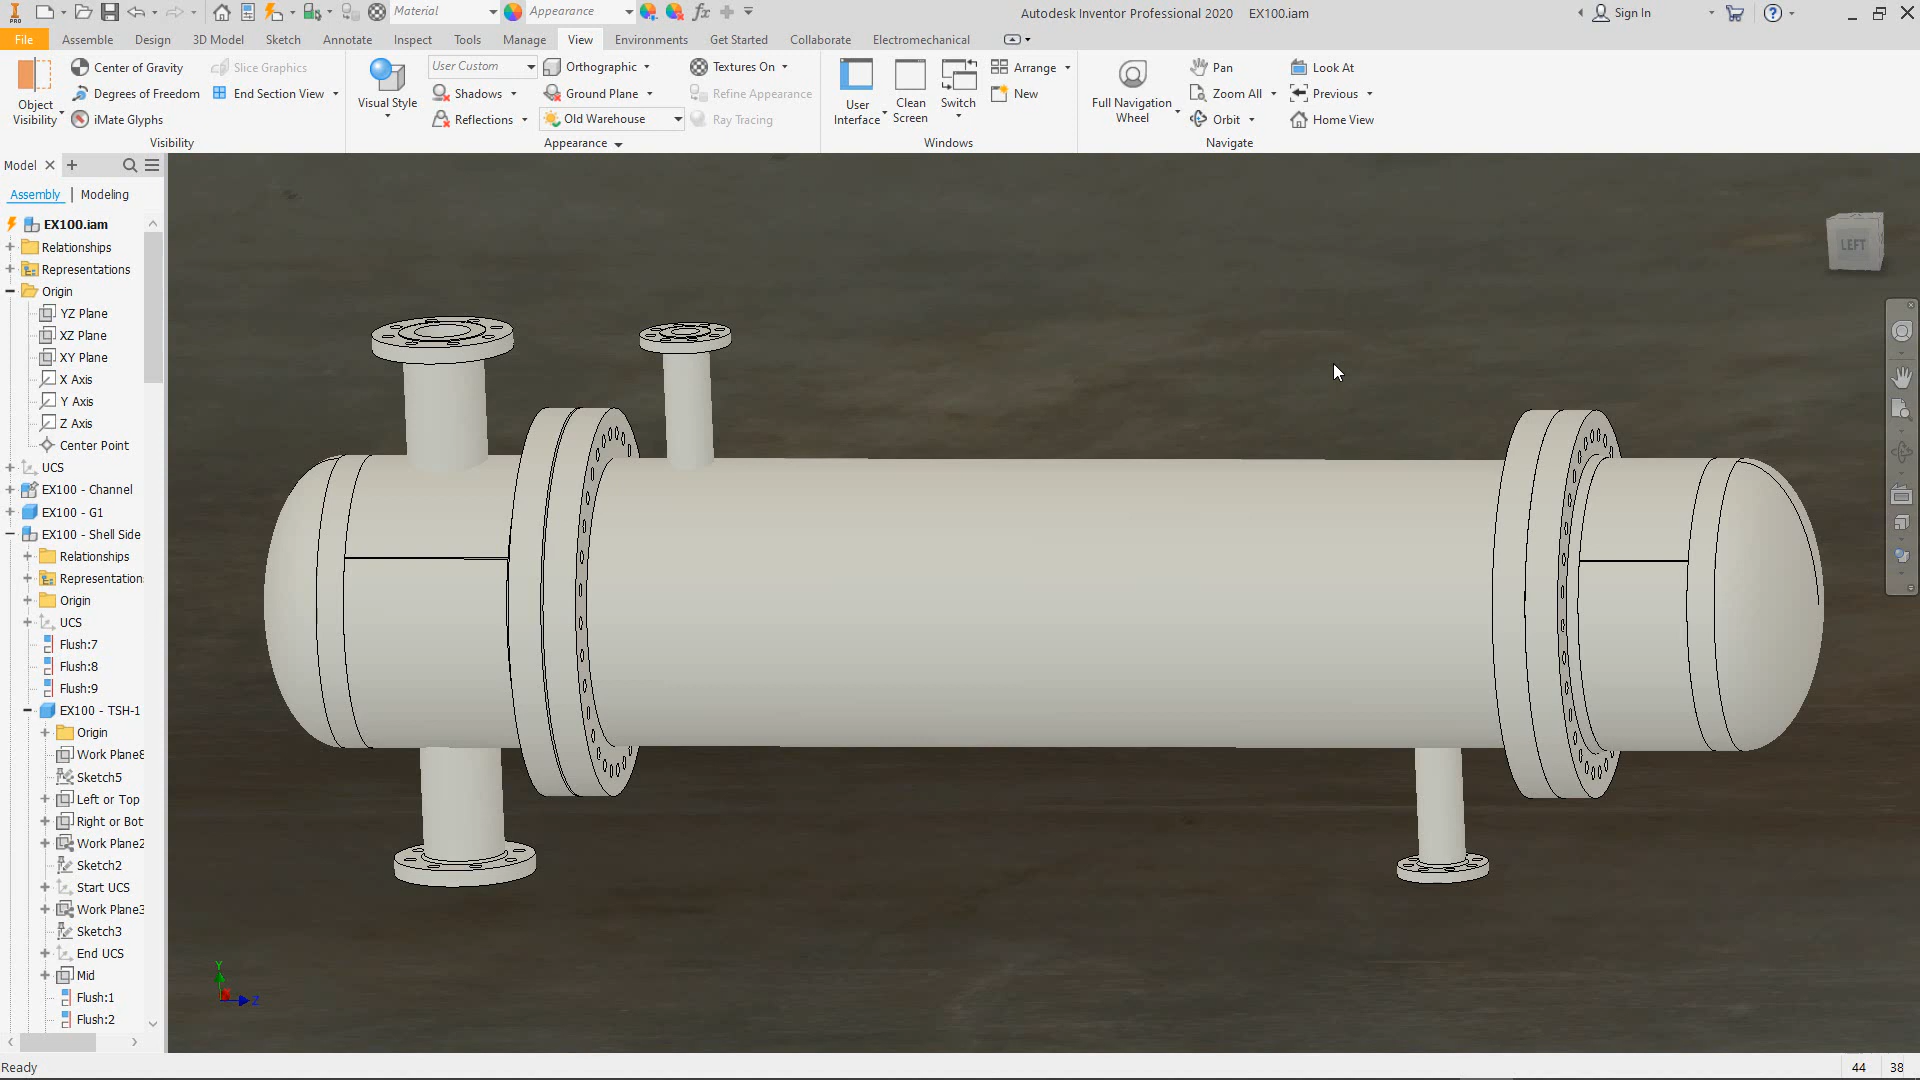 PRO
Material
Appearance
Autodesk Inventor Professional 2020 EX100.iam
Sign In
File Assemble Design 3D Model Sketch Annotate Inspect Tools Manage View Environments Get Started Collaborate Electromechanical
Object Visibility
Center of Gravity
Slice Graphics
Degrees of Freedom
End Section View
iMate Glyphs
Visibility
Visual Style
User Custom
Shadows
Reflections
Orthographic
Ground Plane
Old Warehouse
Textures On
Refine Appearance
Ray Tracing
Appearance
User Interface
Clean Screen
Switch
Arrange
New
Windows
Full Navigation Wheel
Pan
Zoom All
Orbit
Look At
Previous
Home View
Navigate
Model
Assembly | Modeling
EX100.iam
Relationships
Representations
Origin
YZ Plane
XZ Plane
XY Plane
X Axis
Y Axis
Z Axis
Center Point
UCS
EX100 - Channel
EX100 - G1
EX100 - Shell Side
Relationships
Representation
Origin
UCS
Flush:7
Flush:8
Flush:9
EX100 - TSH-1
Origin
Work Plane8
Sketch5
Left or Top
Right or Bot
Work Plane2
Sketch2
Start UCS
Work Plane3
Sketch3
End UCS
Mid
Flush:1
Flush:2
LEFT
Y
Z
Ready
44 38